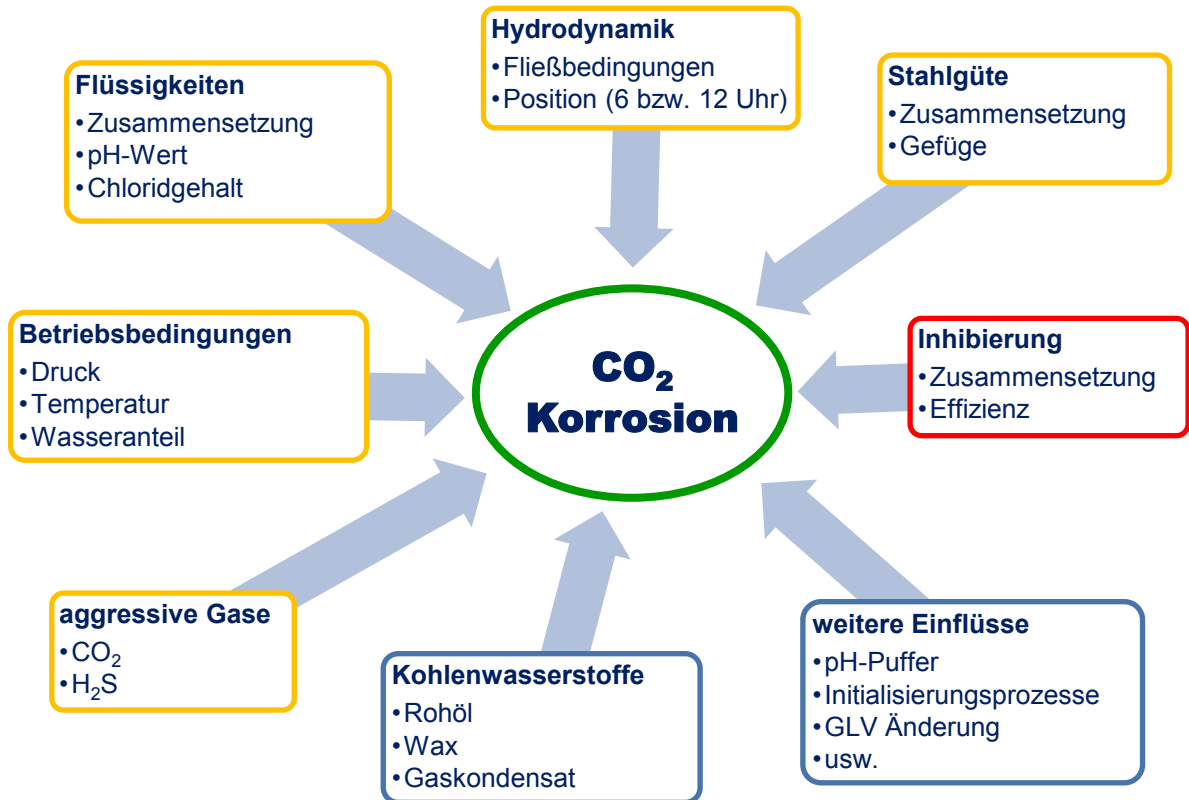 Hydrodynamik
•Fließbedingungen
•Position (6 bzw. 12 Uhr)
Flüssigkeiten
•Zusammensetzung
•pH-Wert
•Chloridgehalt
Stahlgüte
•Zusammensetzung
•Gefüge
Betriebsbedingungen
•Druck
•Temperatur
•Wasseranteil
CO₂
Korrosion
Inhibierung
•Zusammensetzung
•Effizienz
aggressive Gase
•CO₂
•H₂S
Kohlenwasserstoffe
•Rohöl
•Wax
•Gaskondensat
weitere Einflüsse
•pH-Puffer
•Initialisierungsprozesse
•GLV Änderung
•usw.